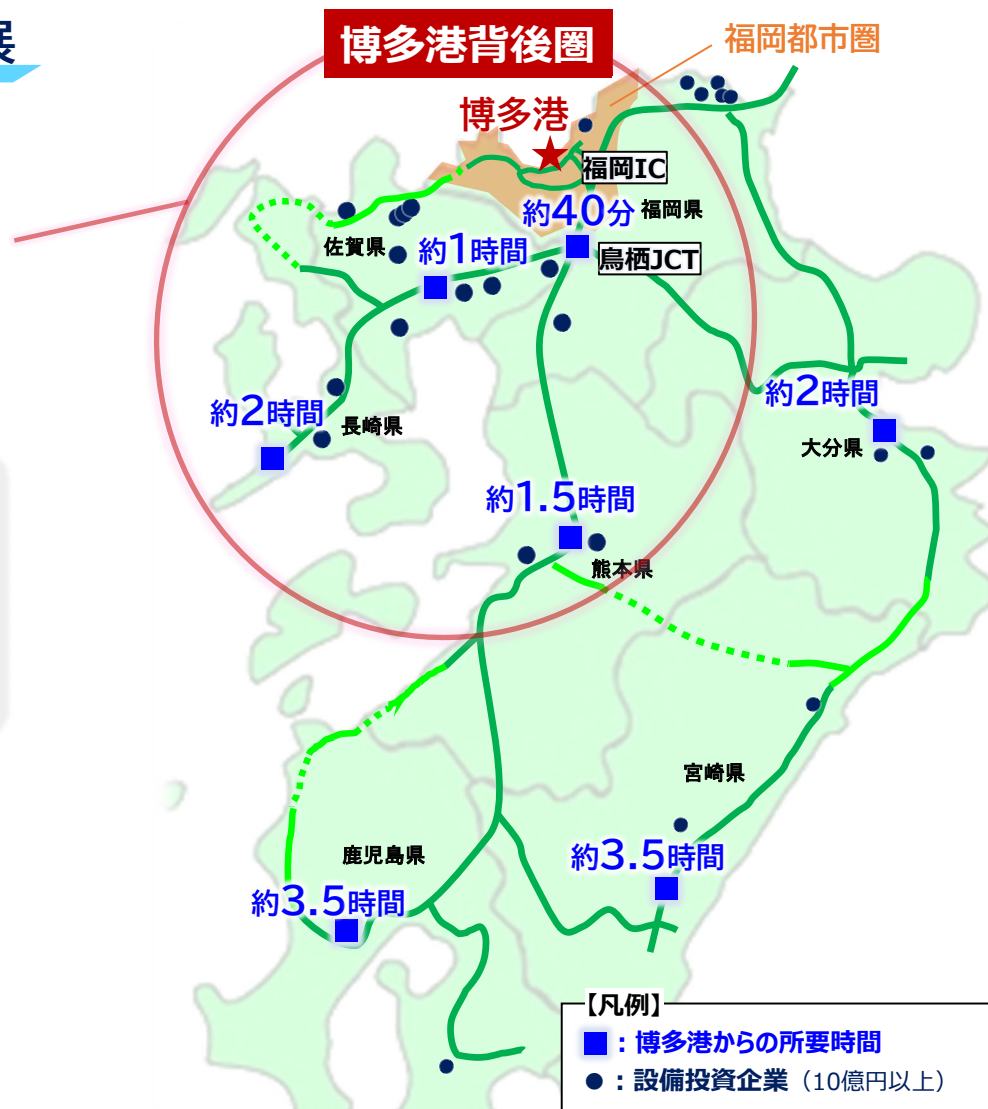 展
博多港背後圏
福岡都市圏
博多港
福岡IC
約40分
福岡県
佐賀県
約1時間
鳥栖JCT
約2時間
長崎県
約2時間
大分県
約1.5時間
熊本県
宮崎県
鹿児島県
約3.5時間
約3.5時間
【凡例】
■：博多港からの所要時間
●：設備投資企業（10億円以上）